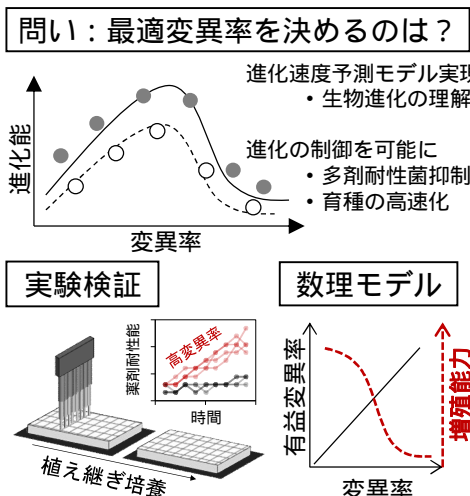 問い：最適変異率を決めるのは？
進化速度予測モデル実現
・生物進化の理解
進化の制御を可能に
・多剤耐性菌抑制
・育種の高速化
進化能
変異率
実験検証
数理モデル
薬剤耐性能
高変異率
時間
植え継ぎ培養
有益変異率
増殖能力
変異率